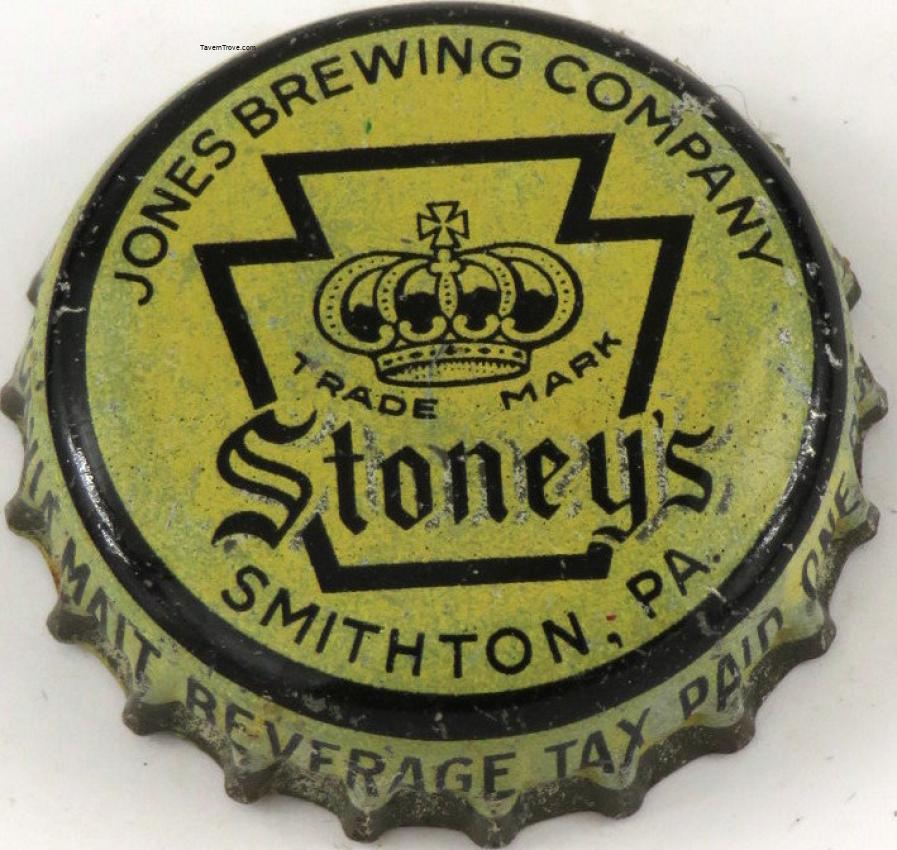 TavernTrove.com
JONES BREWING COMPANY
TRADE MARK
Stoney's
SMITHTON, PA.
MALT BEVERAGE TAX PAID ONE